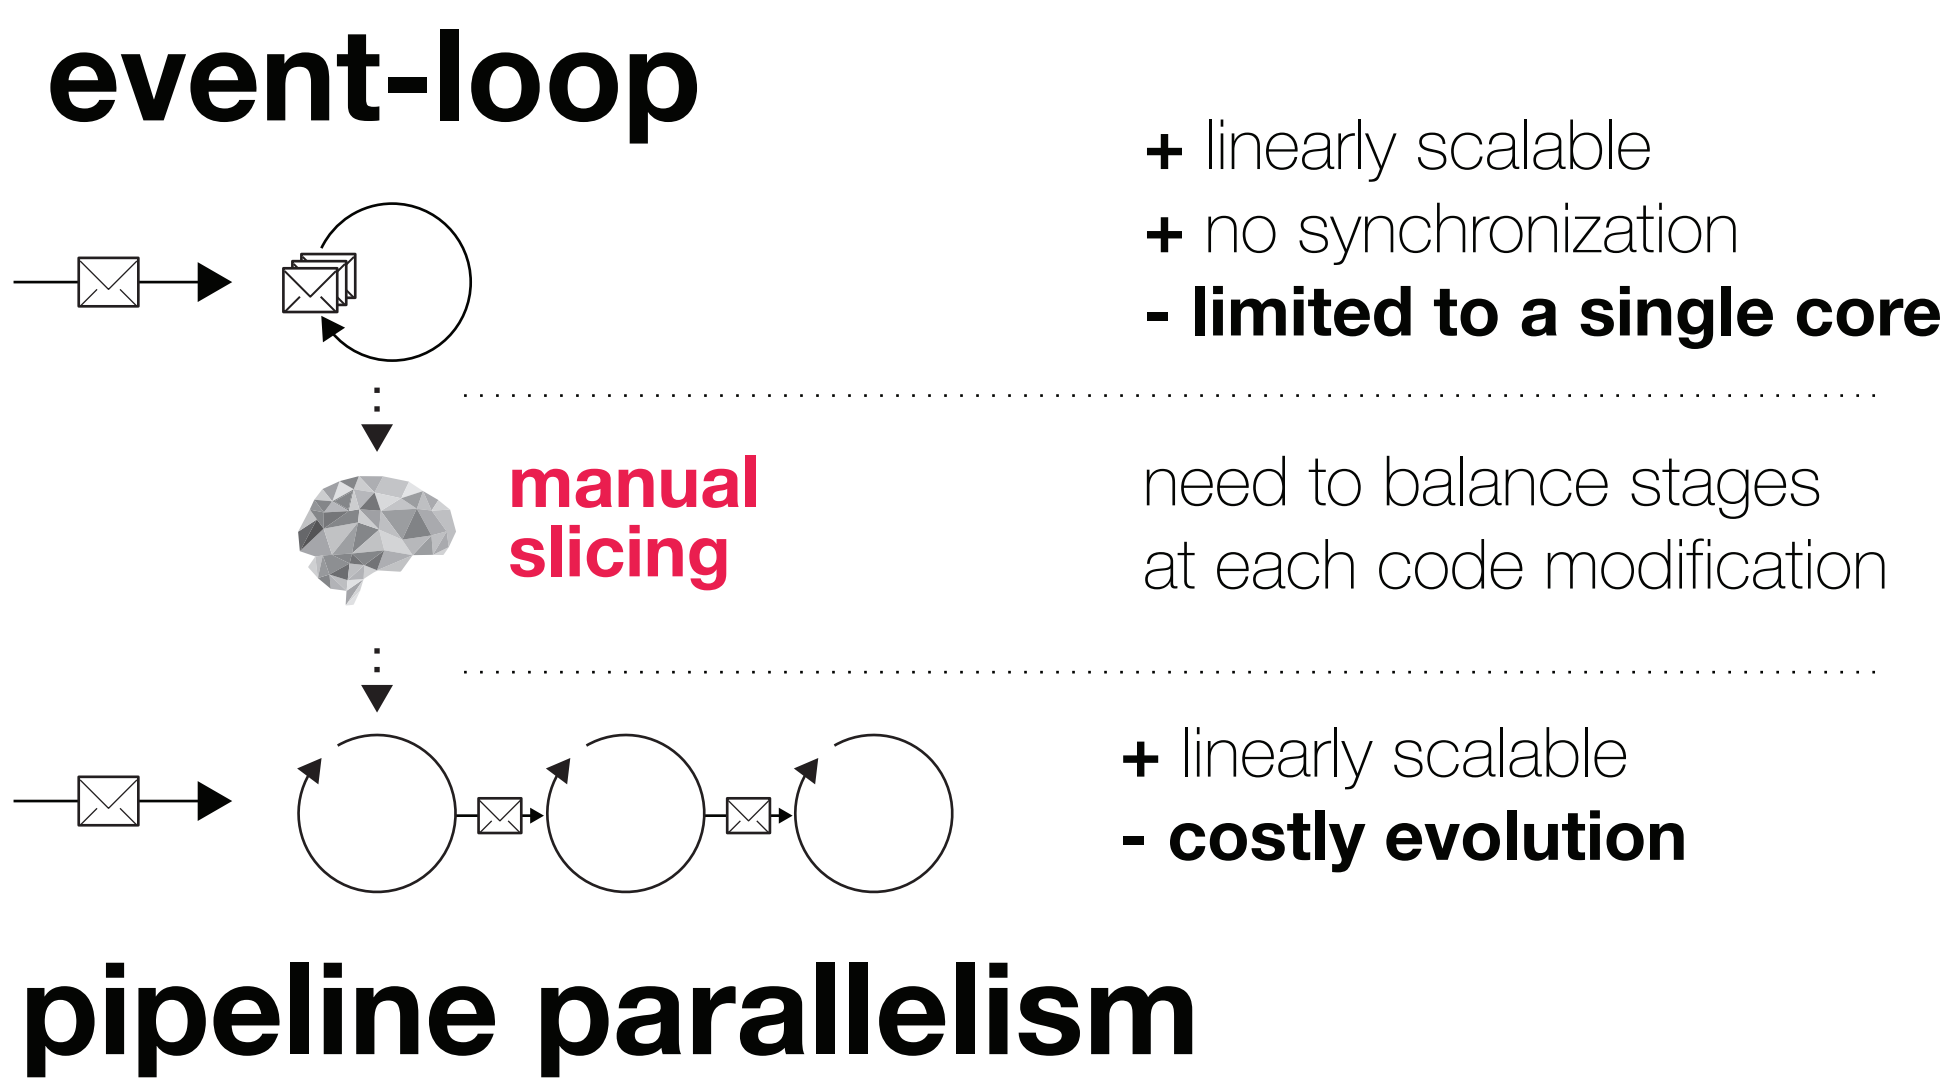 event-loop
+ linearly scalable
+ no synchronization
- limited to a single core
manual
slicing
need to balance stages
at each code modification
+ linearly scalable
- costly evolution
pipeline parallelism